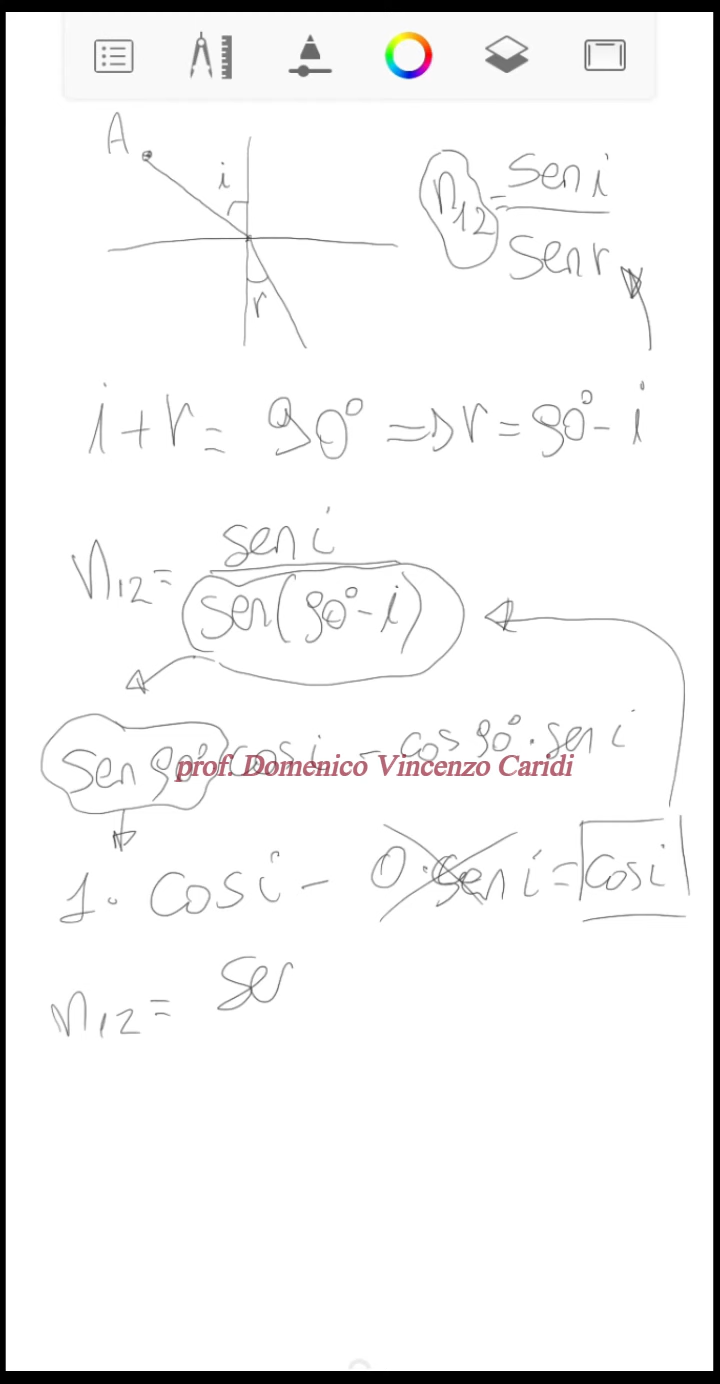 A
i
r
n12 = sen i / sen r
i + r = 90° ⇒ r = 90° - i
n12 = sen i / sen(90° - i)
sen 90° cos i - cos 90° · sen i
prof. Domenico Vincenzo Caridi
1 · cos i - 0 · sen i = cos i
n12 = se